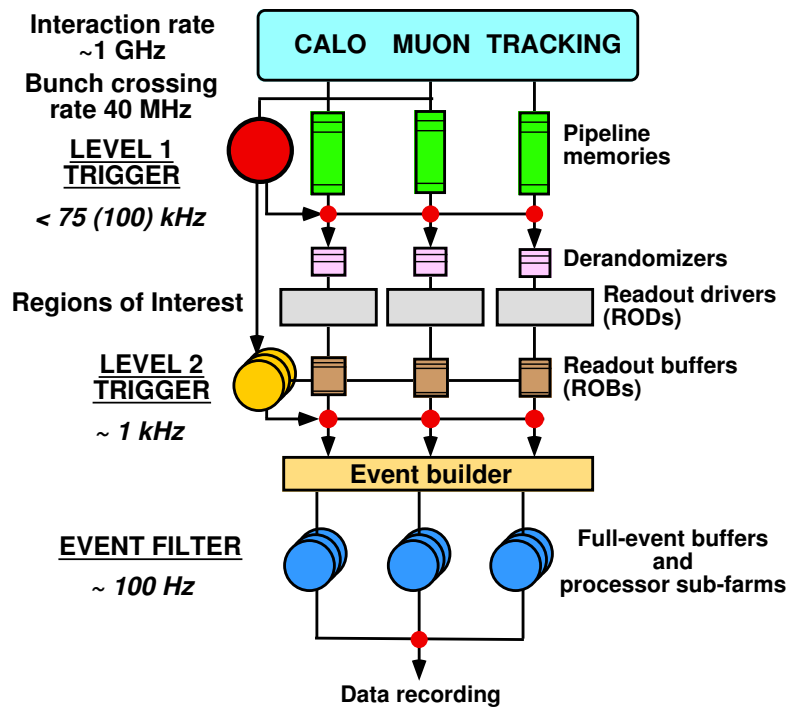 Interaction rate
~1 GHz
CALO MUON TRACKING
Bunch crossing
rate 40 MHz
LEVEL 1
TRIGGER
< 75 (100) kHz
Pipeline
memories
Derandomizers
Regions of Interest
Readout drivers
(RODs)
LEVEL 2
TRIGGER
~ 1 kHz
Readout buffers
(ROBs)
Event builder
EVENT FILTER
~ 100 Hz
Full-event buffers
and
processor sub-farms
Data recording